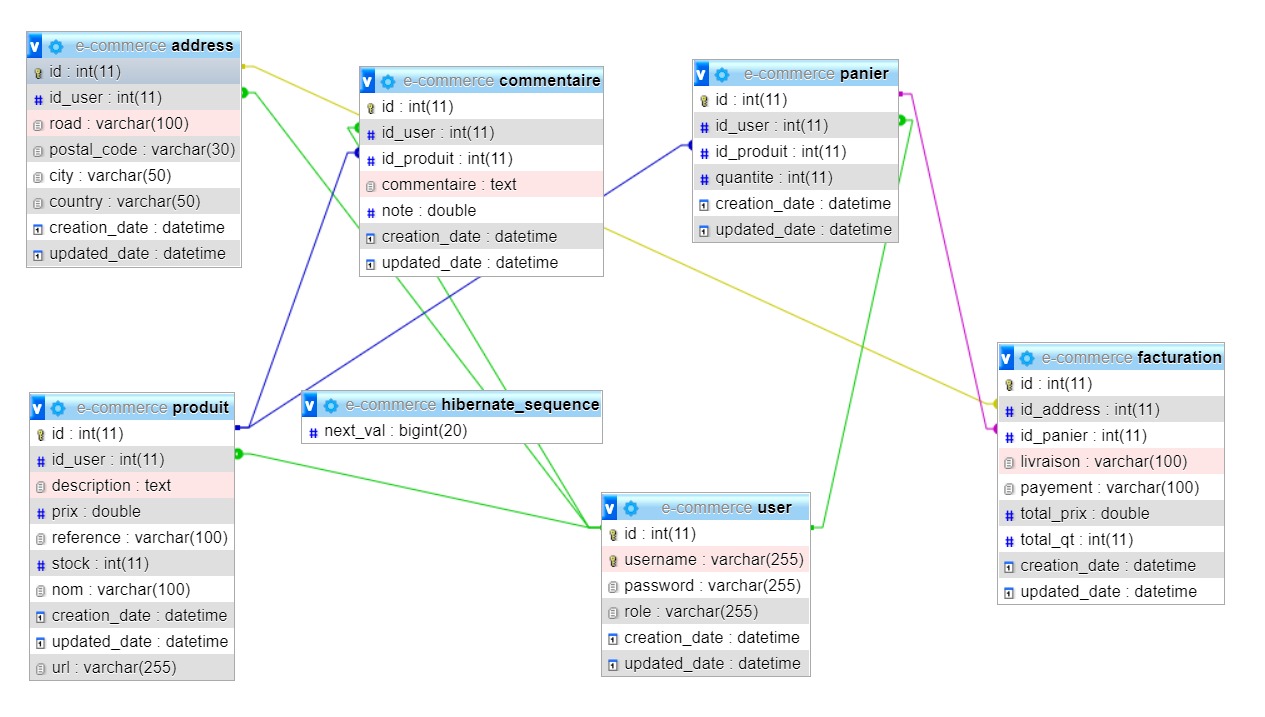 v e-commerce address
id : int(11)
id_user : int(11)
road : varchar(100)
postal_code : varchar(30)
city : varchar(50)
country : varchar(50)
creation_date : datetime
updated_date : datetime
v e-commerce commentaire
id : int(11)
# id_user : int(11)
# id_produit : int(11)
commentaire : text
# note : double
creation_date : datetime
updated_date : datetime
v e-commerce panier
id : int(11)
# id_user : int(11)
# id_produit : int(11)
# quantite : int(11)
creation_date : datetime
updated_date : datetime
v e-commerce facturation
id : int(11)
# id_address : int(11)
# id_panier : int(11)
livraison : varchar(100)
payement : varchar(100)
# total_prix : double
# total_qt : int(11)
creation_date : datetime
updated_date : datetime
v e-commerce produit
id : int(11)
# id_user : int(11)
description : text
# prix : double
reference : varchar(100)
# stock : int(11)
nom : varchar(100)
creation_date : datetime
updated_date : datetime
url : varchar(255)
v e-commerce hibernate_sequence
# next_val : bigint(20)
v e-commerce user
id : int(11)
username : varchar(255)
password : varchar(255)
role : varchar(255)
creation_date : datetime
updated_date : datetime